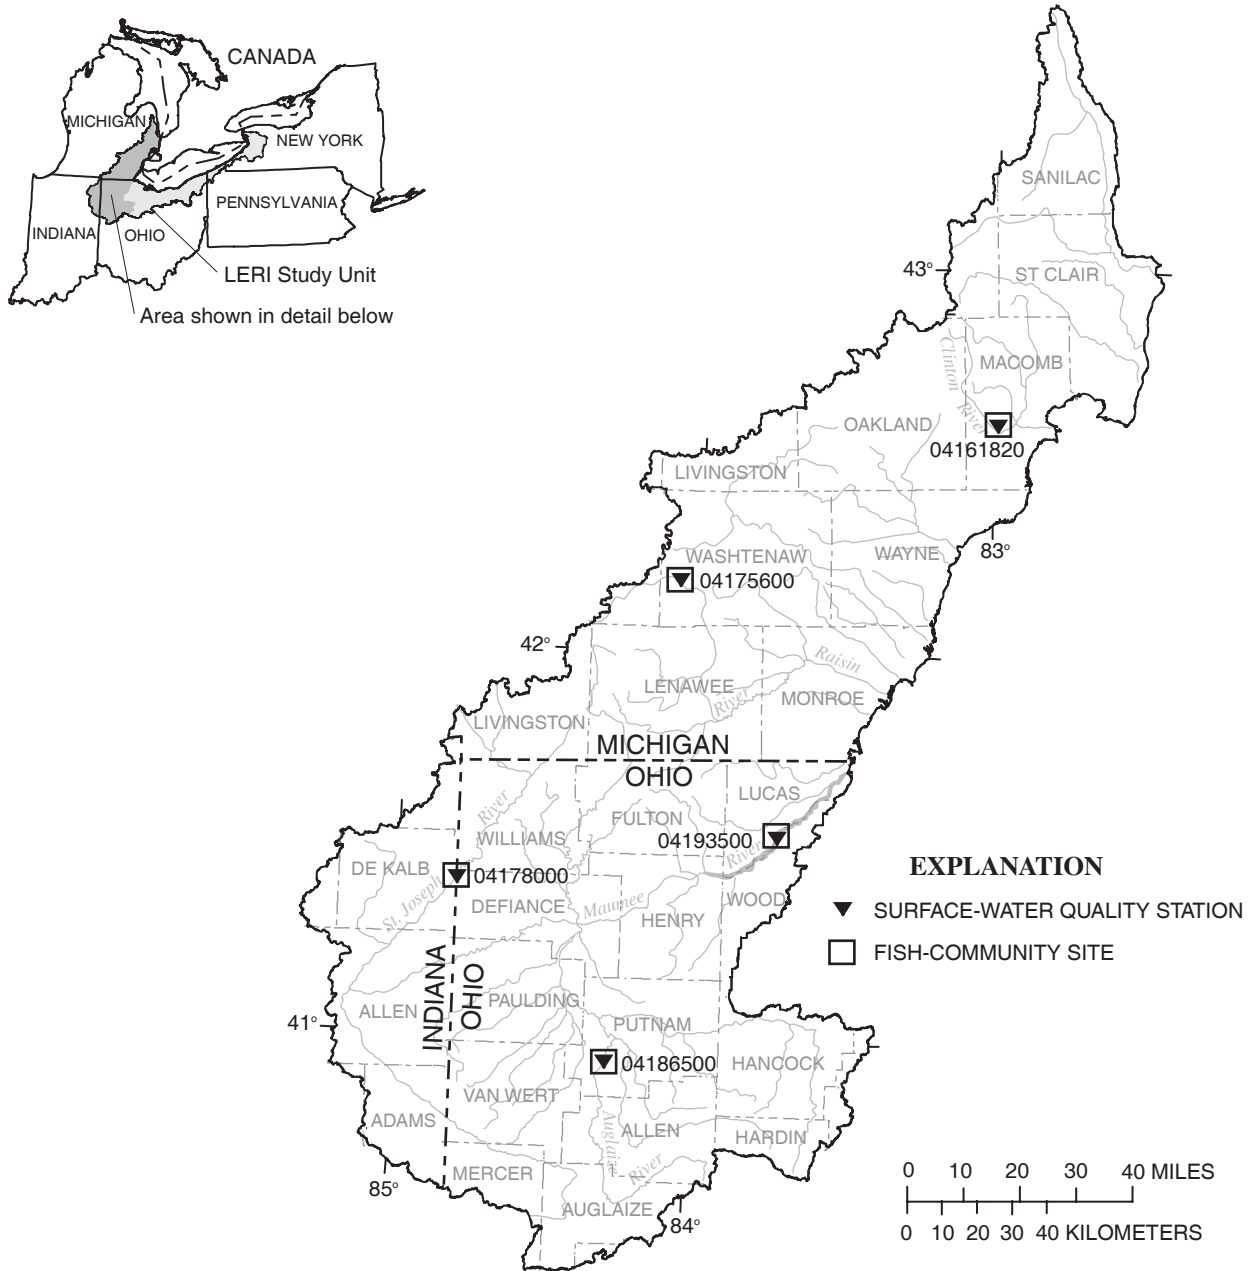 CANADA
MICHIGAN
NEW YORK
PENNSYLVANIA
INDIANA
OHIO
LERI Study Unit
Area shown in detail below
SANILAC
43°
ST CLAIR
Clinton
River
MACOMB
OAKLAND
04161820
LIVINGSTON
WASHTENAW
WAYNE
83°
04175600
42°
Raisin
River
LENAWEE
MONROE
LIVINGSTON
MICHIGAN
OHIO
LUCAS
River
FULTON
WILLIAMS
04193500
River
DE KALB
04178000
St. Joseph
DEFIANCE
Maumee
WOOD
HENRY
INDIANA
OHIO
PAULDING
ALLEN
41°
PUTNAM
04186500
HANCOCK
VAN WERT
ADAMS
Auglaize
ALLEN
HARDIN
River
MERCER
85°
AUGLAIZE
84°
EXPLANATION
SURFACE-WATER QUALITY STATION
FISH-COMMUNITY SITE
0 10 20 30 40 MILES
0 10 20 30 40 KILOMETERS